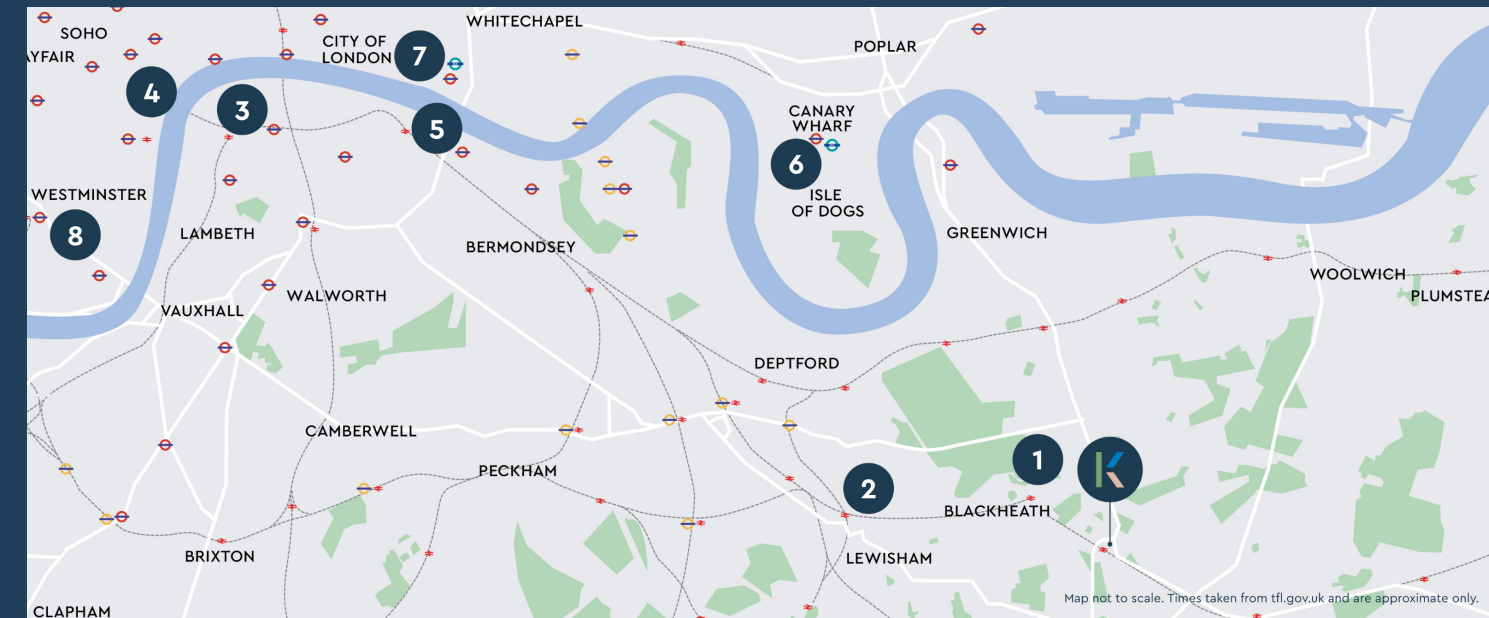 WHITECHAPEL
SOHO
CITY OF
LONDON
7
POPLAR
AYFAIR
4
3
5
CANARY
WHARF
6
ISLE
OF DOGS
WESTMINSTER
8
LAMBETH
BERMONDSEY
GREENWICH
WOOLWICH
PLUMSTEA
WALWORTH
VAUXHALL
DEPTFORD
CAMBERWELL
PECKHAM
1
K
2
BLACKHEATH
BRIXTON
LEWISHAM
Map not to scale. Times taken from tfl.gov.uk and are approximate only.
CLAPHAM